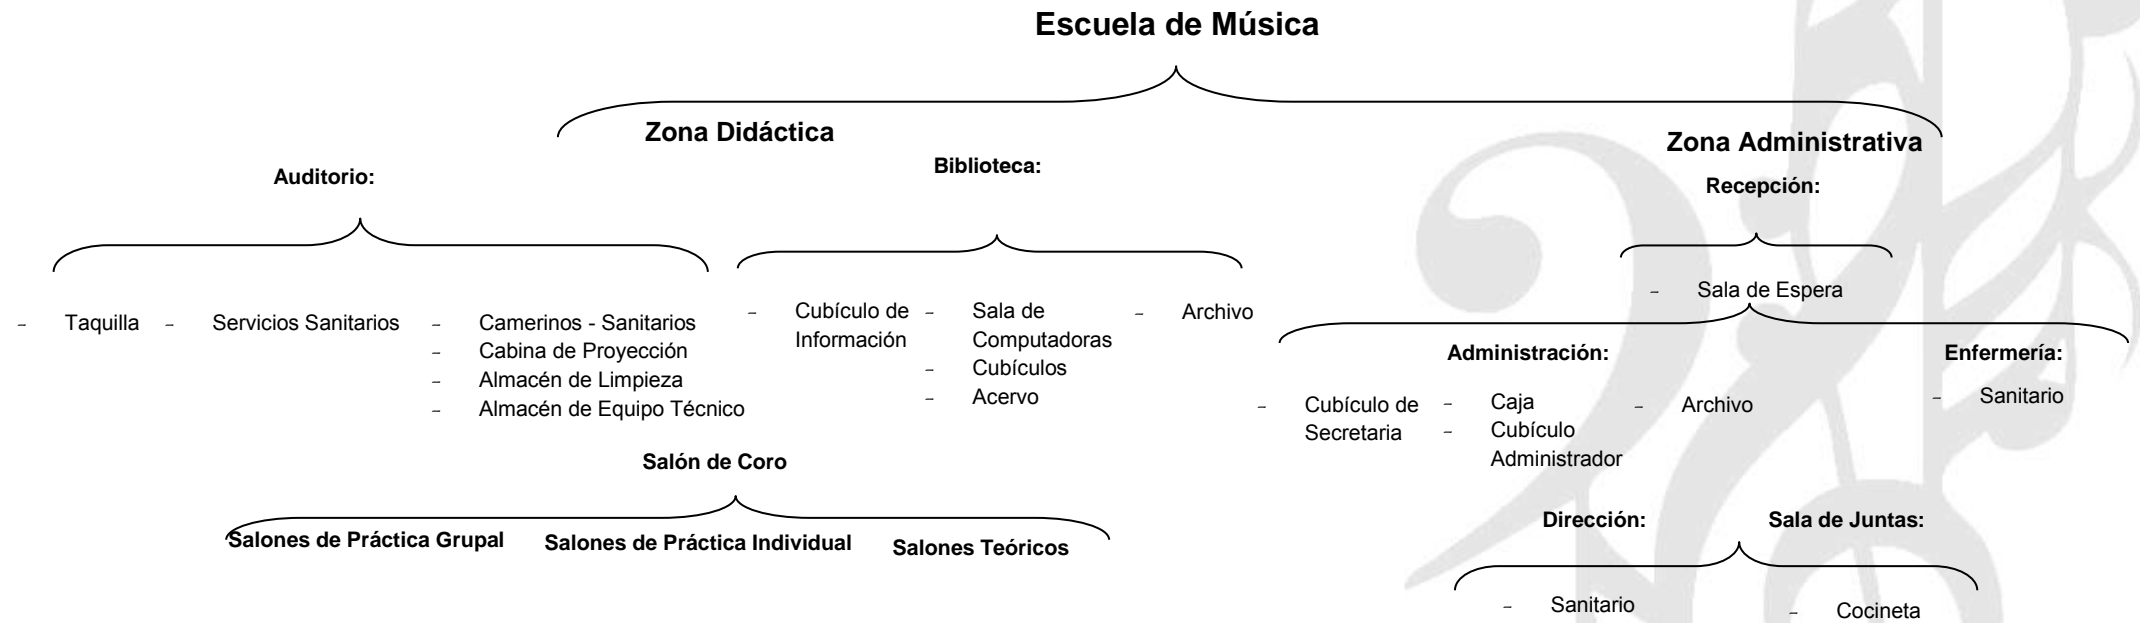 Escuela de Música
Zona Didáctica
Zona Administrativa
Auditorio:
Biblioteca:
Recepción:
- Taquilla
- Servicios Sanitarios
- Camerinos - Sanitarios
- Cabina de Proyección
- Almacén de Limpieza
- Almacén de Equipo Técnico
- Cubículo de
Información
- Sala de
Computadoras
- Cubículos
- Acervo
- Archivo
- Sala de Espera
Administración:
Enfermería:
- Cubículo de
Secretaria
- Caja
- Cubículo
Administrador
- Archivo
- Sanitario
Salón de Coro
Salones de Práctica Grupal
Salones de Práctica Individual
Salones Teóricos
Dirección:
Sala de Juntas:
- Sanitario
- Cocineta